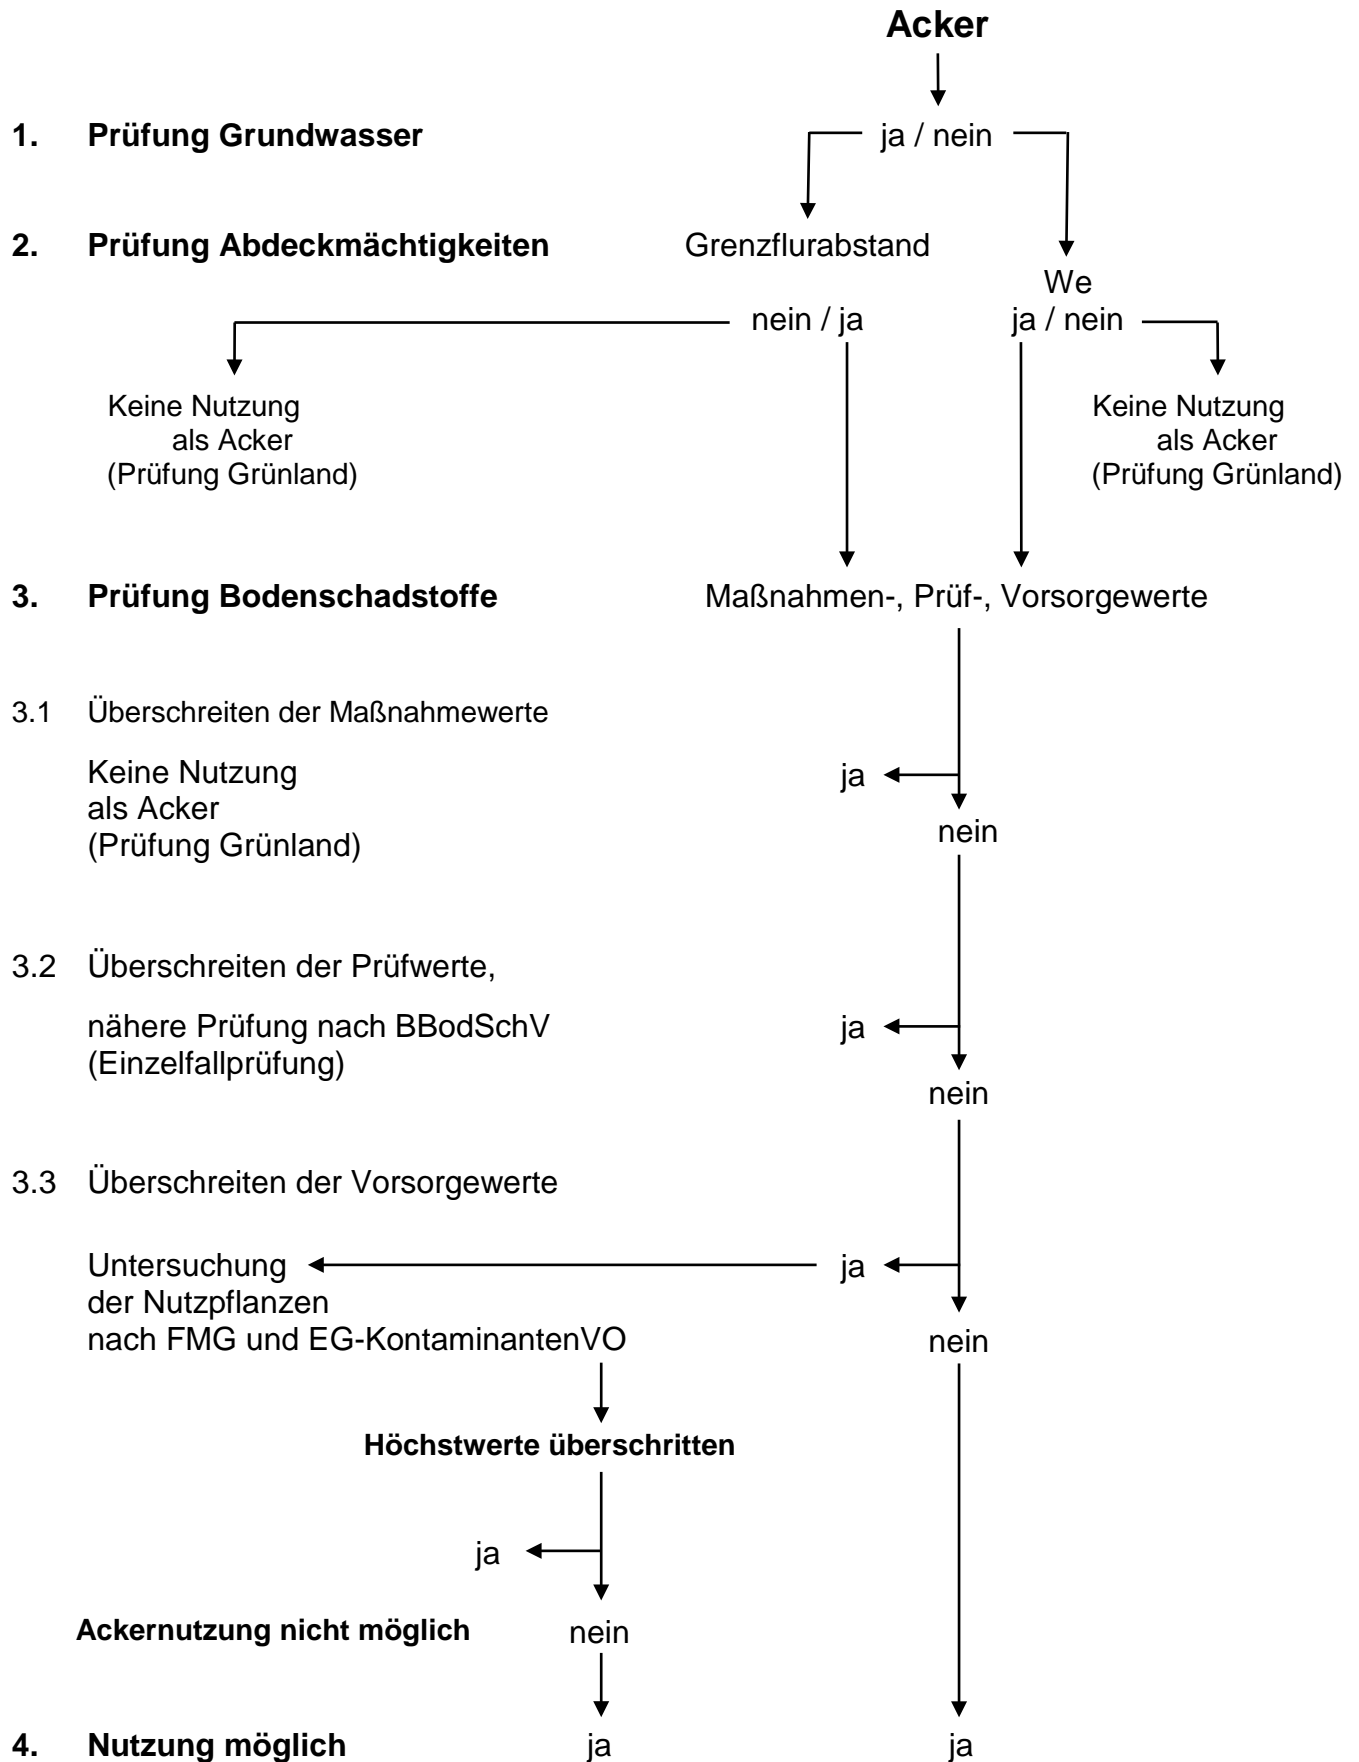 Acker
1. Prüfung Grundwasser ja / nein
2. Prüfung Abdeckmächtigkeiten Grenzflurabstand
We
nein / ja ja / nein
Keine Nutzung Keine Nutzung
als Acker als Acker
(Prüfung Grünland) (Prüfung Grünland)
3. Prüfung Bodenschadstoffe Maßnahmen-, Prüf-, Vorsorgewerte
3.1 Überschreiten der Maßnahmewerte
Keine Nutzung ja
als Acker
(Prüfung Grünland) nein
3.2 Überschreiten der Prüfwerte,
nähere Prüfung nach BBodSchV ja
(Einzelfallprüfung)
nein
3.3 Überschreiten der Vorsorgewerte
Untersuchung ja
der Nutzpflanzen
nach FMG und EG-KontaminantenVO nein
Höchstwerte überschritten
ja
Ackernutzung nicht möglich nein
4. Nutzung möglich ja ja